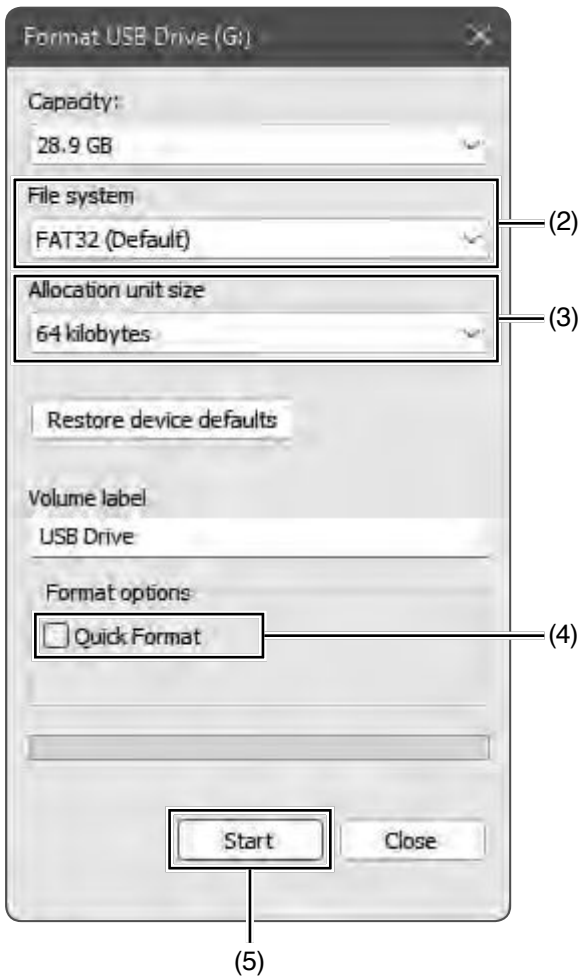 Format USB Drive (G:)
Capacity:
28.9 GB
File system
FAT32 (Default)
(2)
Allocation unit size
64 kilobytes
(3)
Restore device defaults
Volume label
USB Drive
Format options
Quick Format
(4)
Start
Close
(5)